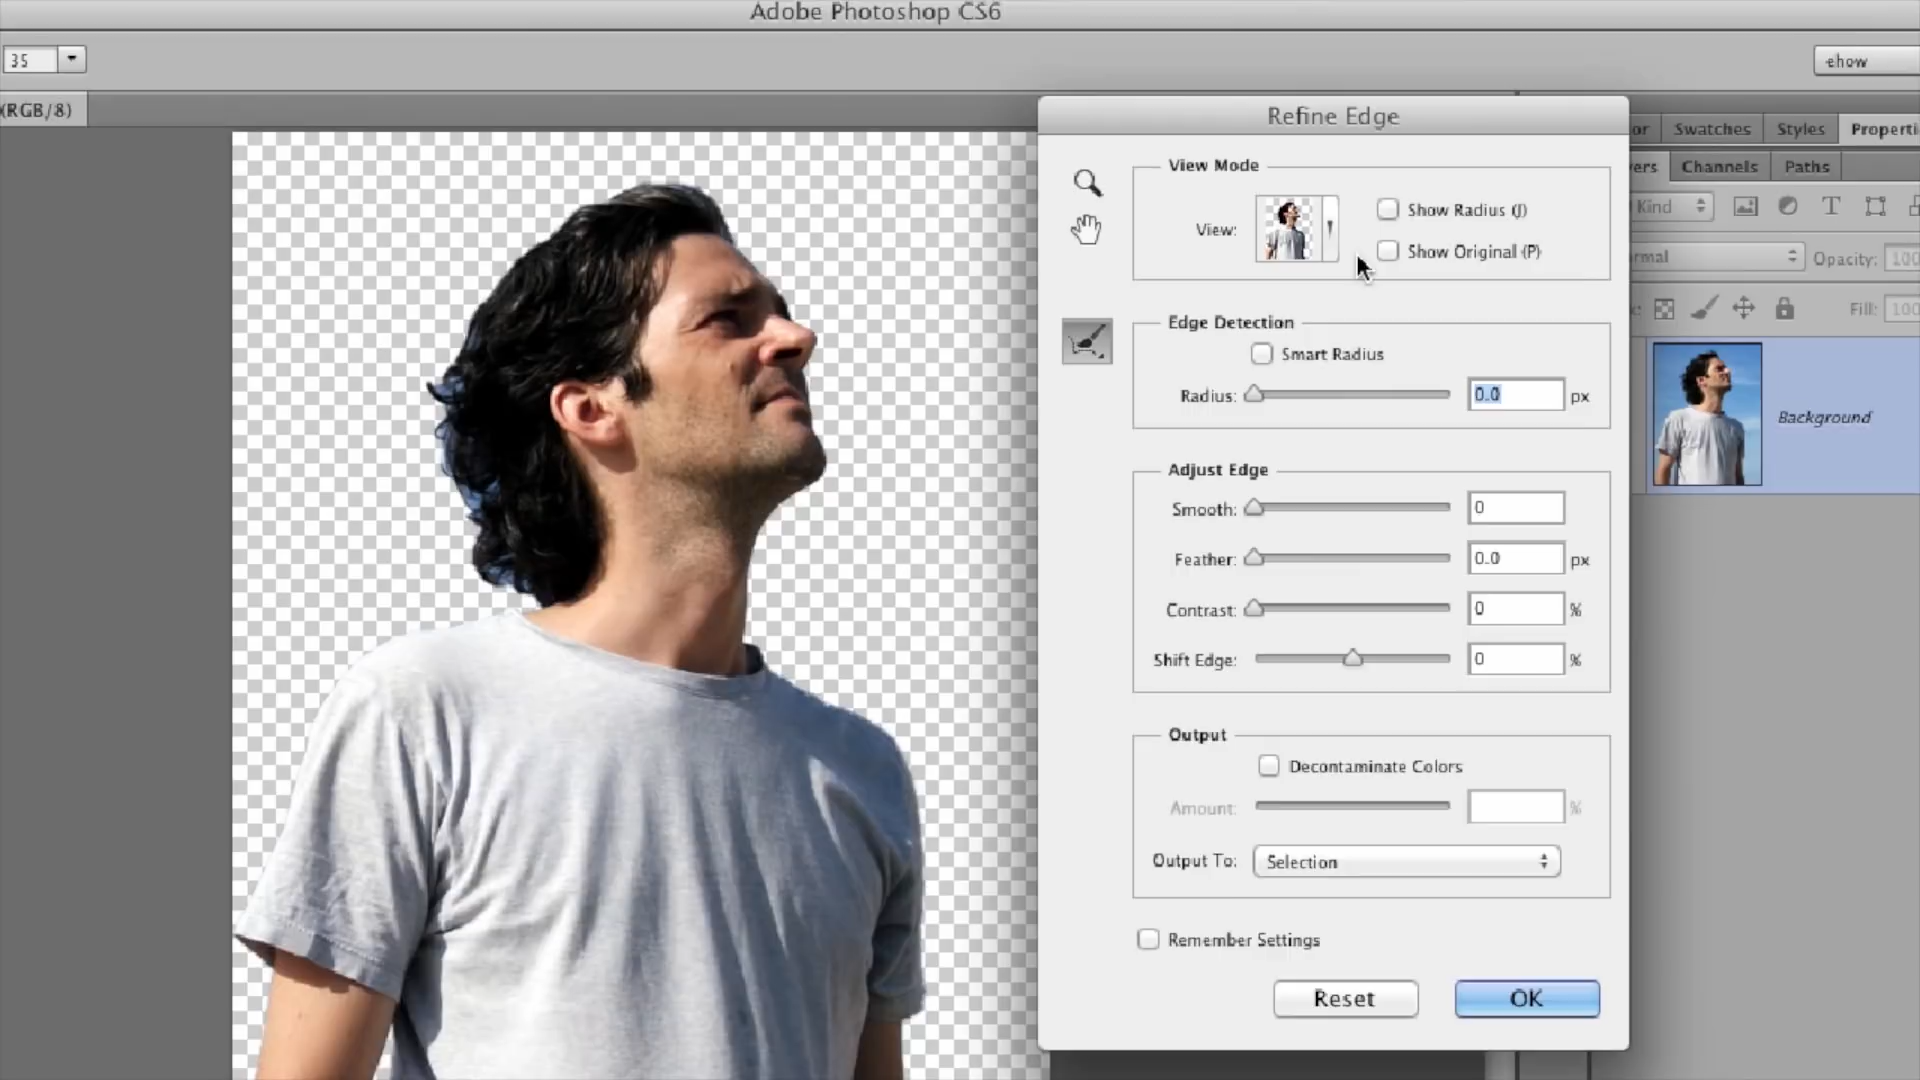 Adobe Photoshop CS6
35
ehow
(RGB/8)
Refine Edge
or Swatches Styles Properti
View Mode
ers Channels Paths
View:
Show Radius (J)
Show Original (P)
Kind
rmal Opacity: 100
Edge Detection
Smart Radius
Radius: 0.0 px
Fill: 100
Background
Adjust Edge
Smooth: 0
Feather: 0.0 px
Contrast: 0 %
Shift Edge: 0 %
Output
Decontaminate Colors
Amount: %
Output To: Selection
Remember Settings
Reset OK